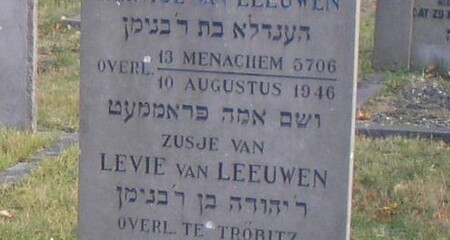 VAN LEEUWEN
הענדלא בת ר׳בנימן
OVERL. 13 MENACHEM 5706
10 AUGUSTUS 1946
ושם אמה פראממעט
ZUSJE VAN
LEVIE VAN LEEUWEN
ר׳יהודה בן ר׳בנימן
OVERL. TE TRÖBITZ